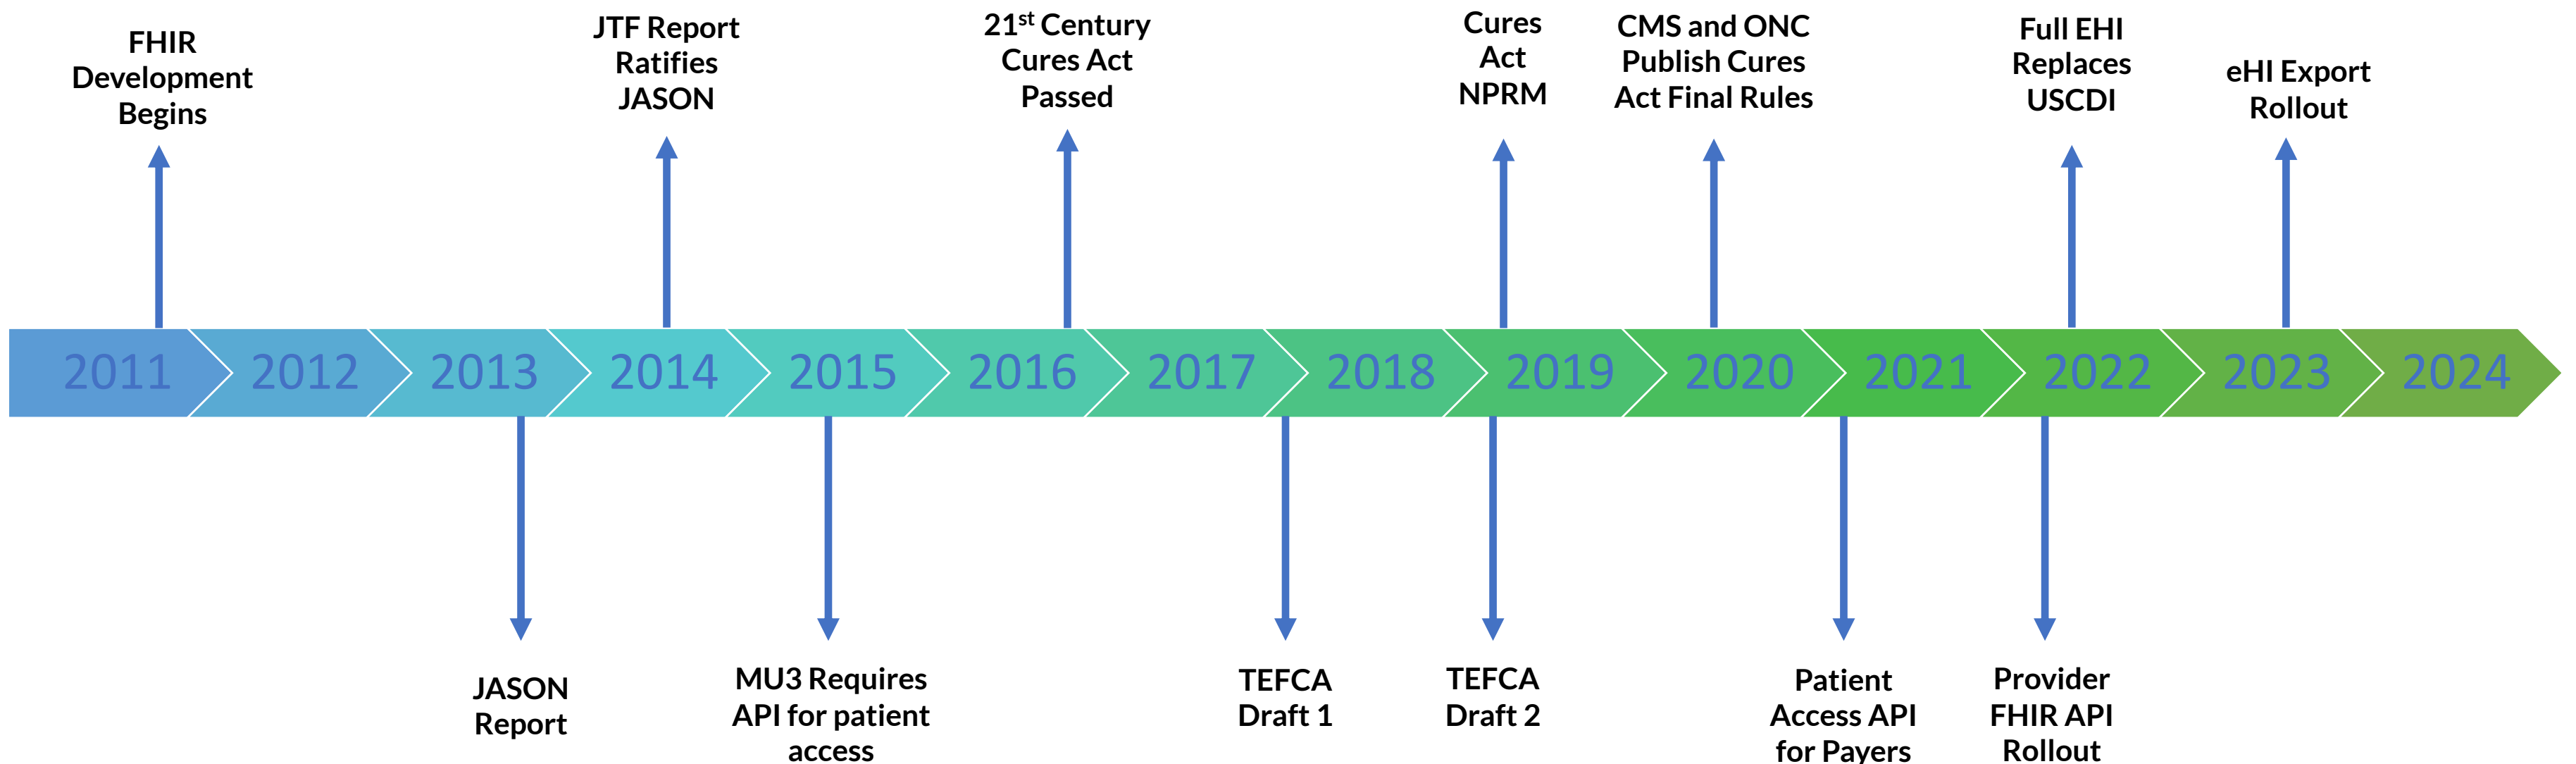 FHIR
Development
Begins
JTF Report
Ratifies
JASON
21st Century
Cures Act
Passed
Cures
Act
NPRM
CMS and ONC
Publish Cures
Act Final Rules
Full EHI
Replaces
USCDI
eHI Export
Rollout
2011 2012 2013 2014 2015 2016 2017 2018 2019 2020 2021 2022 2023 2024
JASON
Report
MU3 Requires
API for patient
access
TEFCA
Draft 1
TEFCA
Draft 2
Patient
Access API
for Payers
Provider
FHIR API
Rollout